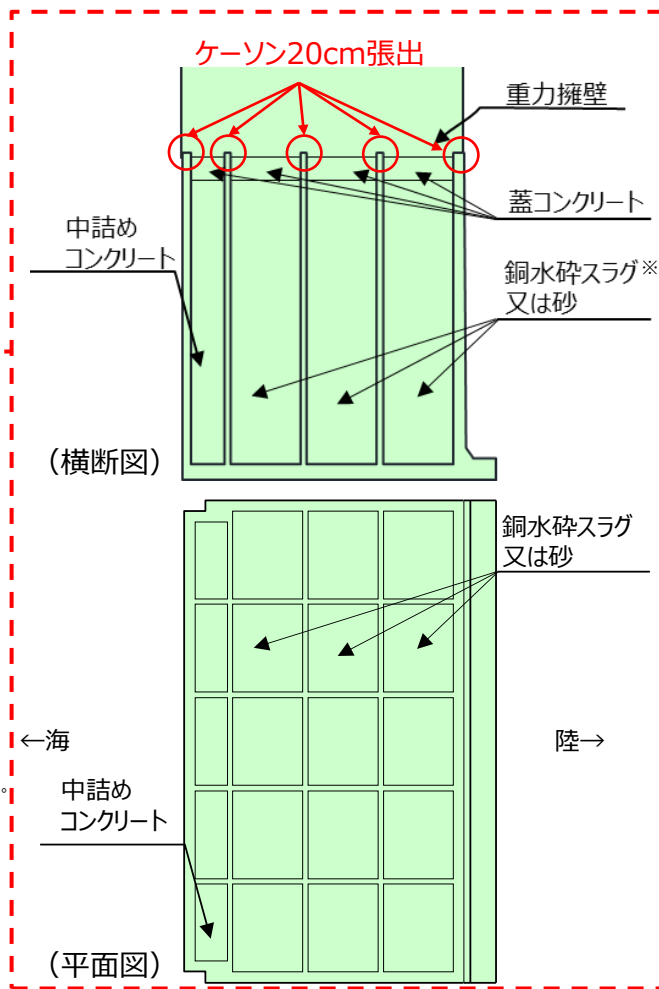 ケーソン20cm張出
重力擁壁
蓋コンクリート
中詰め
コンクリート
銅水砕スラグ※
又は砂
（横断図）
銅水砕スラグ
又は砂
←海
陸→
。
中詰め
コンクリート
（平面図）